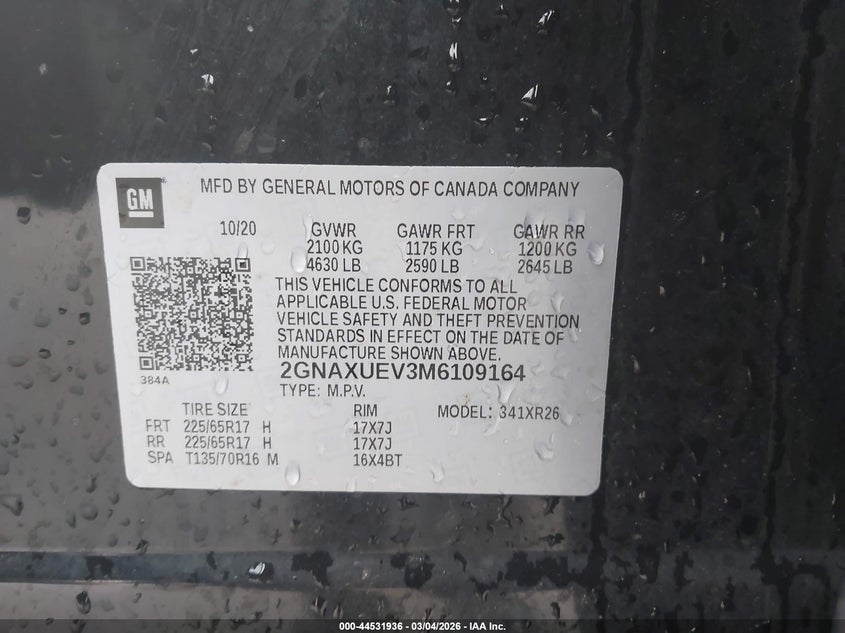 GM
MFD BY GENERAL MOTORS OF CANADA COMPANY
10/20 GVWR GAWR FRT GAWR RR
2100 KG 1175 KG 1200 KG
4630 LB 2590 LB 2645 LB
THIS VEHICLE CONFORMS TO ALL
APPLICABLE U.S. FEDERAL MOTOR
VEHICLE SAFETY AND THEFT PREVENTION
STANDARDS IN EFFECT ON THE DATE OF
MANUFACTURE SHOWN ABOVE.
384A
2GNAXUEV3M6109164
TYPE: M.P.V.
TIRE SIZE RIM MODEL: 341XR26
FRT 225/65R17 H 17X7J
RR 225/65R17 H 17X7J
SPA T135/70R16 M 16X4BT
000-44531936 - 03/04/2026 - IAA Inc.